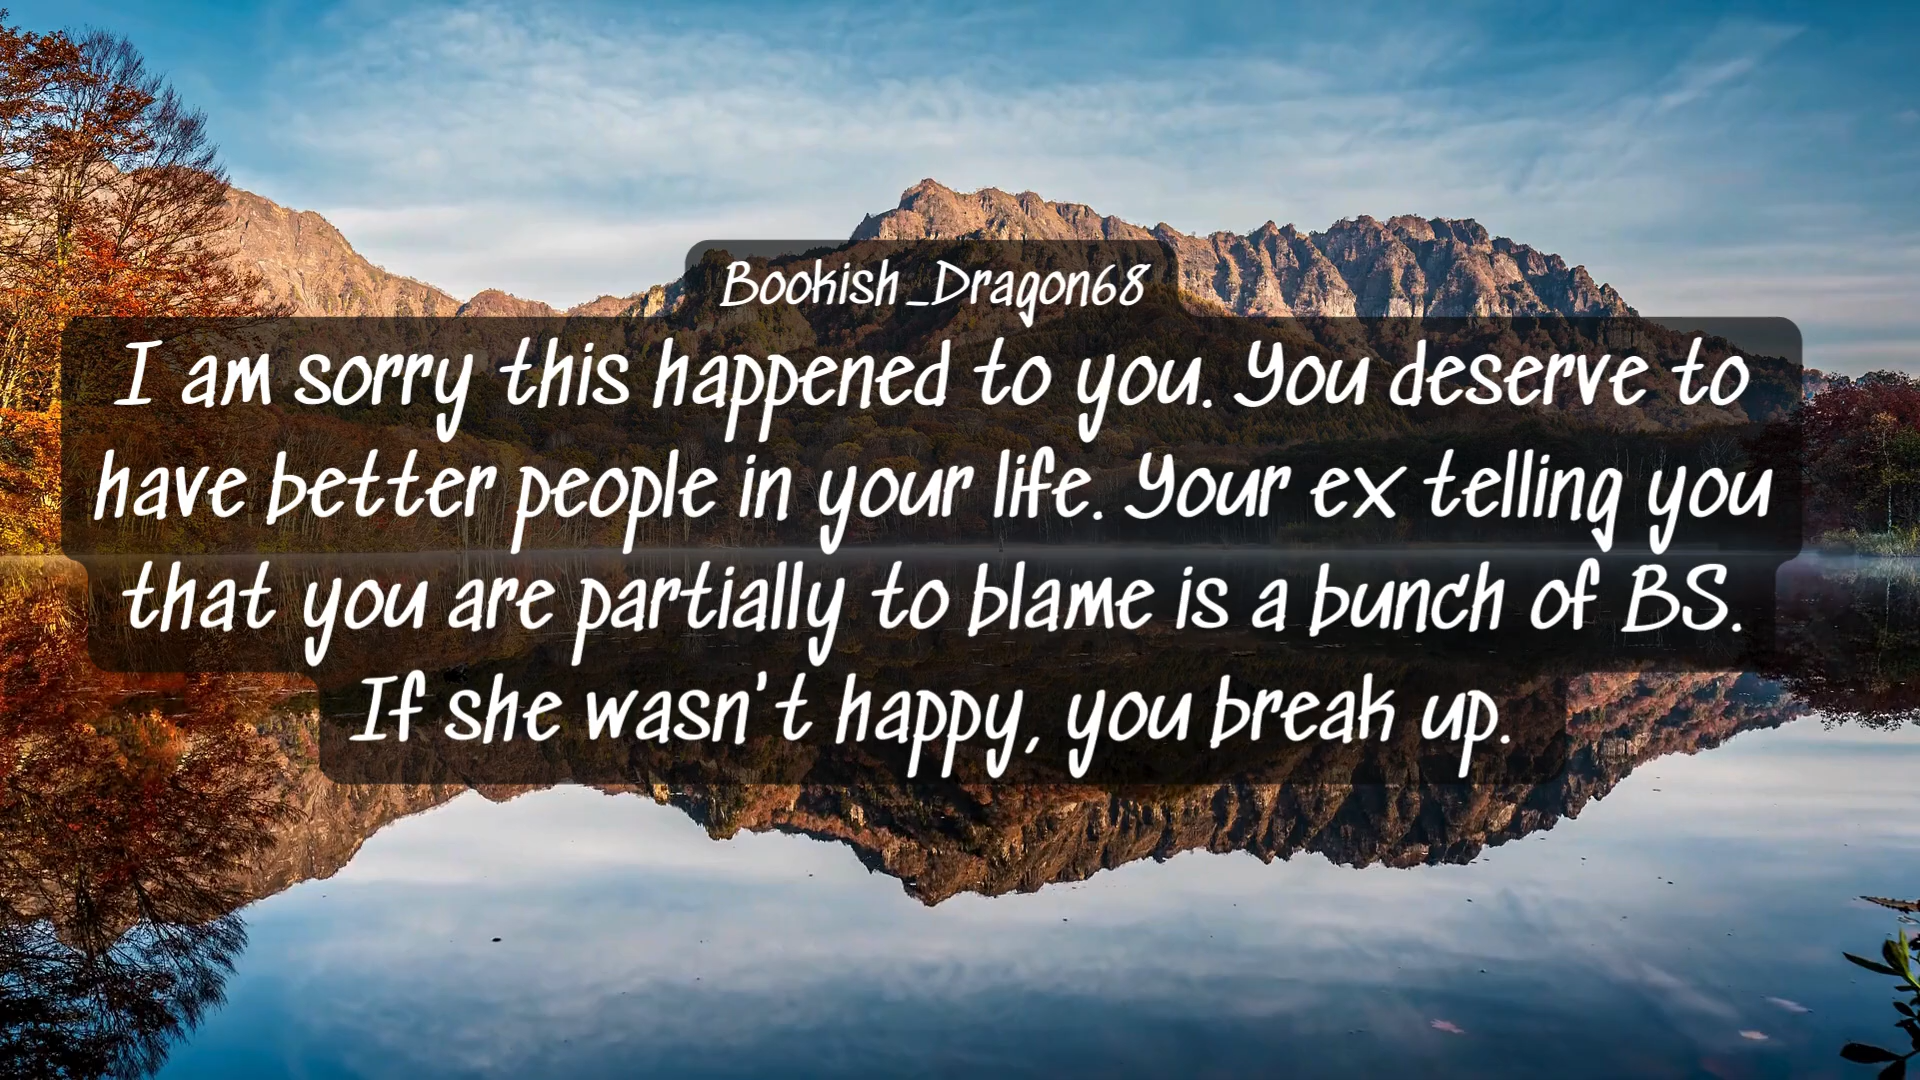 Bookish_Dragon68
I am sorry this happened to you. You deserve to
have better people in your life. Your ex telling you
that you are partially to blame is a bunch of BS.
If she wasn't happy, you break up.